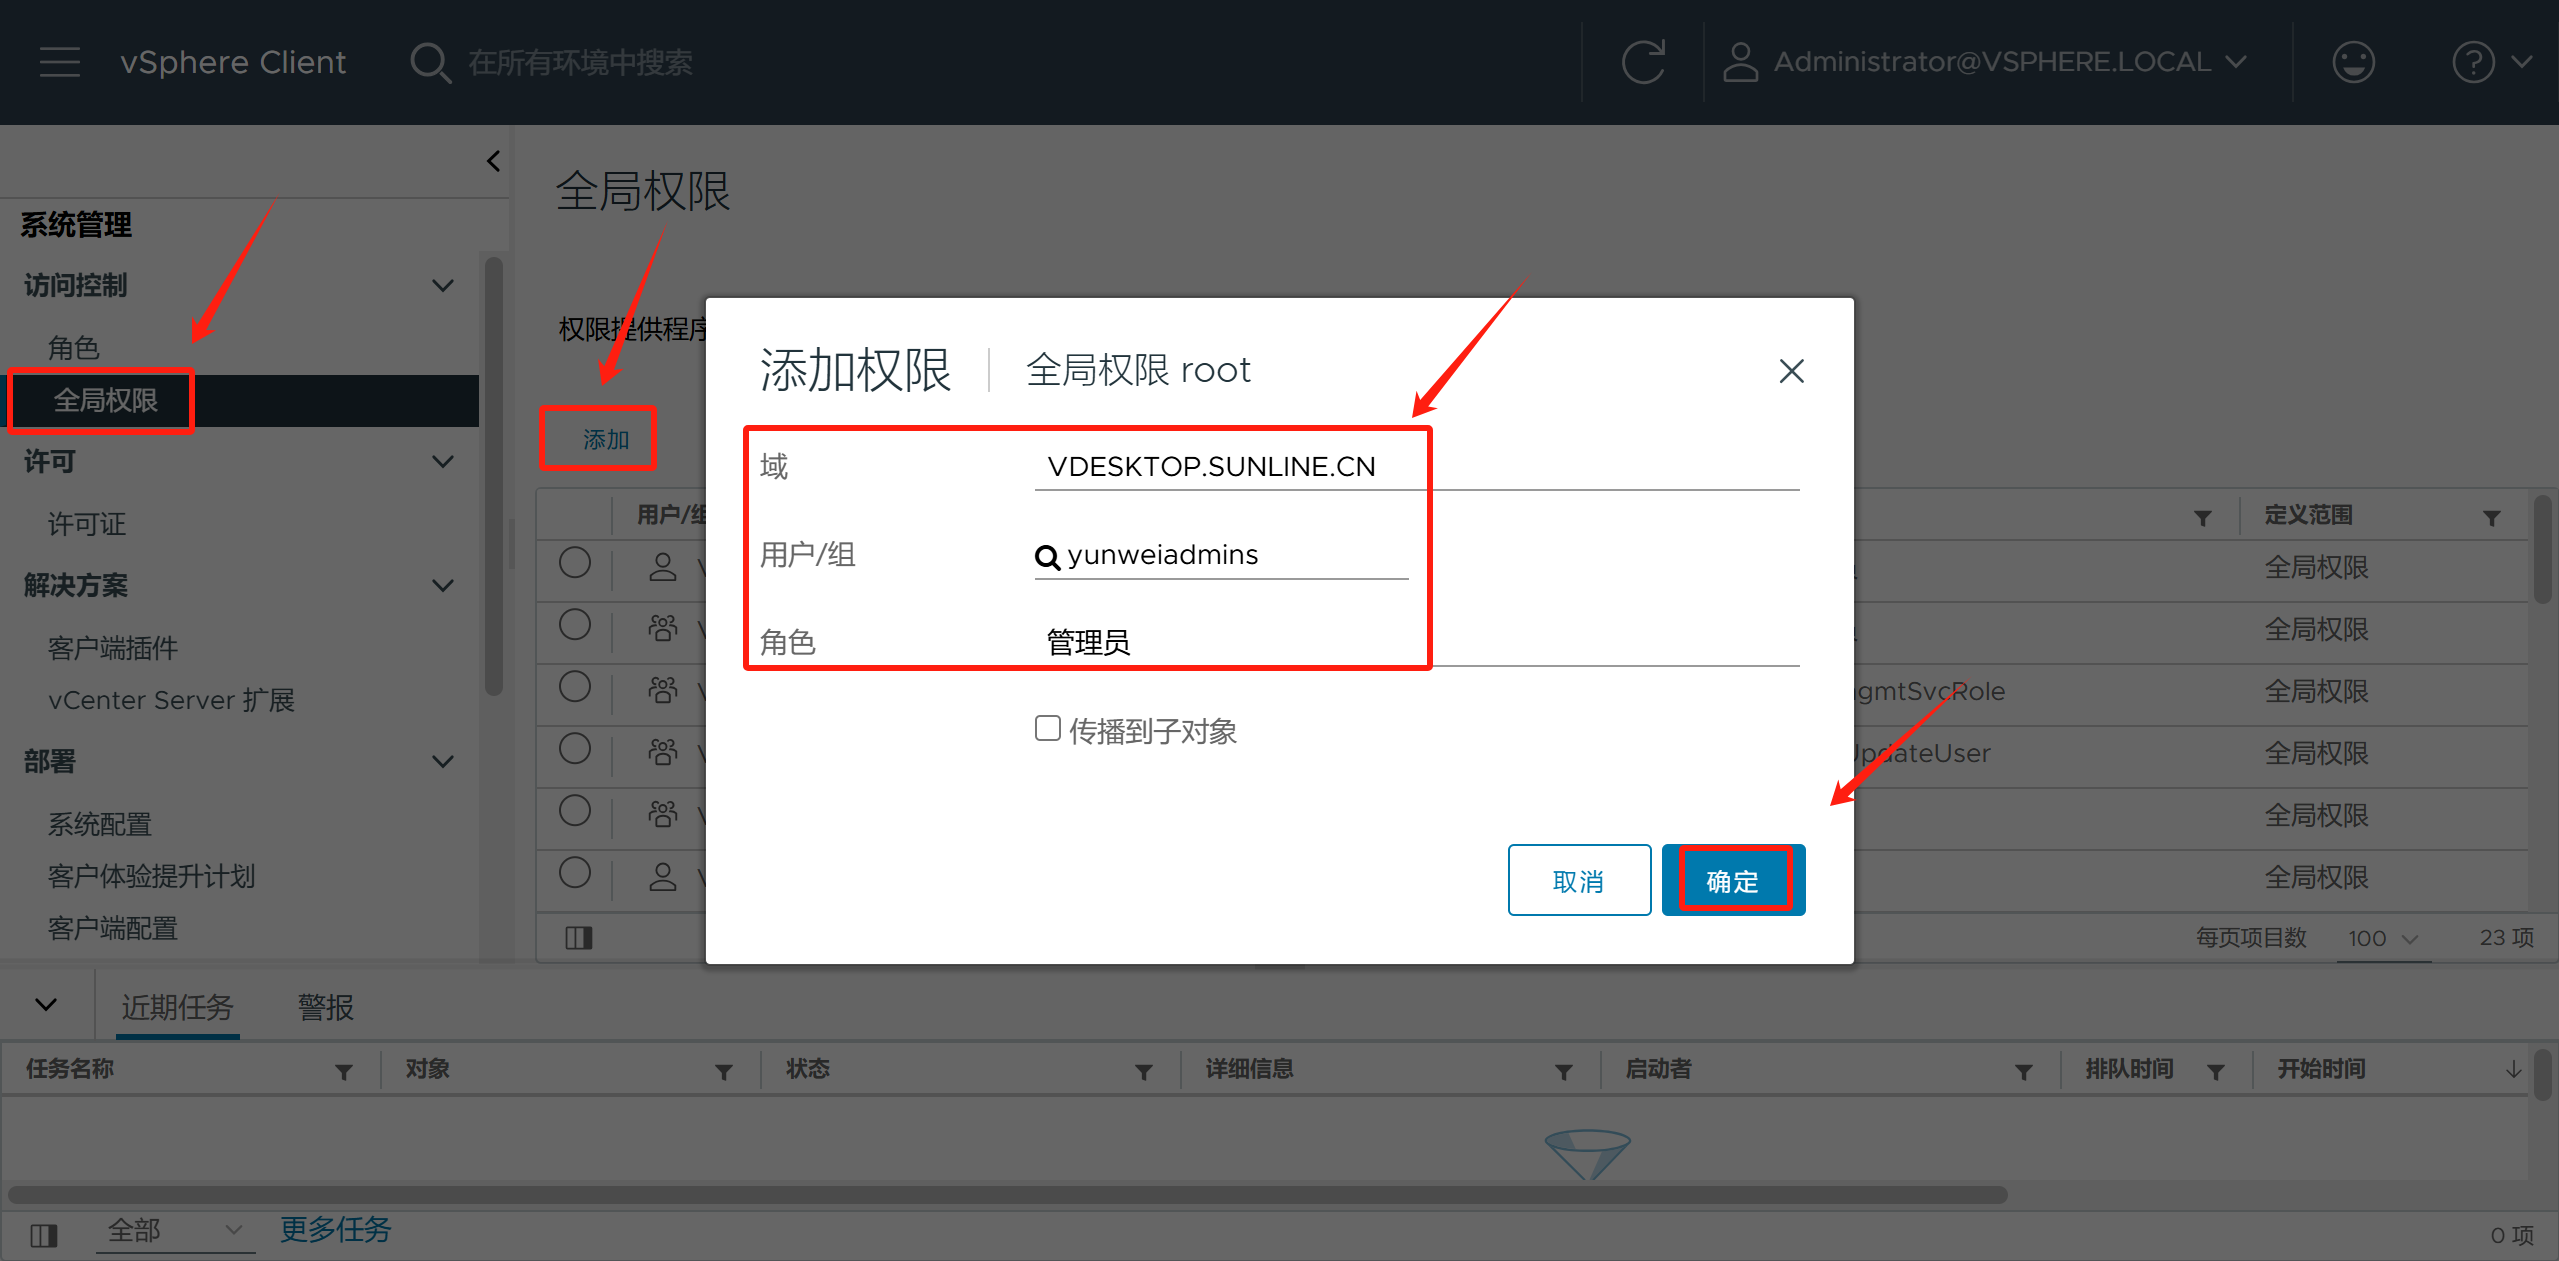 vSphere Client
在所有环境中搜索
Administrator@VSPHERE.LOCAL
系统管理
访问控制
角色
全局权限
许可
许可证
解决方案
客户端插件
vCenter Server 扩展
部署
系统配置
客户体验提升计划
客户端配置
全局权限
权限提供程序
添加
用户/组
定义范围
全局权限
全局权限
gmtSvcRole 全局权限
UpdateUser 全局权限
全局权限
全局权限
每页项目数 100 23 项
添加权限 全局权限 root
域 VDESKTOP.SUNLINE.CN
用户/组 yunweiadmins
角色 管理员
传播到子对象
取消 确定
近期任务 警报
任务名称 对象 状态 详细信息 启动者 排队时间 开始时间
全部 更多任务 0 项